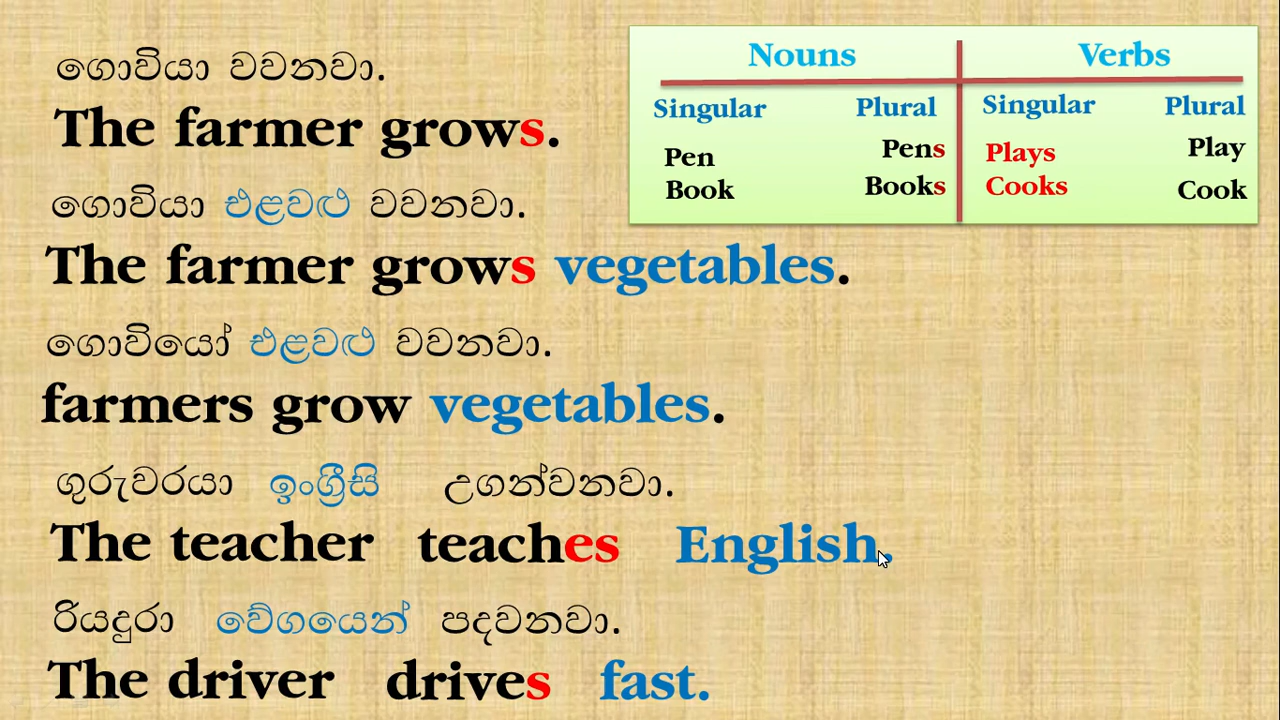 ගොවියා වවනවා.
The farmer grows.
ගොවියා එළවළු වවනවා.
The farmer grows vegetables.
ගොවියෝ එළවළු වවනවා.
farmers grow vegetables.
ගුරුවරයා ඉංග්‍රීසි උගන්වනවා.
The teacher teaches English.
රියදුරා වේගයෙන් පදවනවා.
The driver drives fast.
Nouns Verbs
Singular Plural Singular Plural
Pen Pens Plays Play
Book Books Cooks Cook